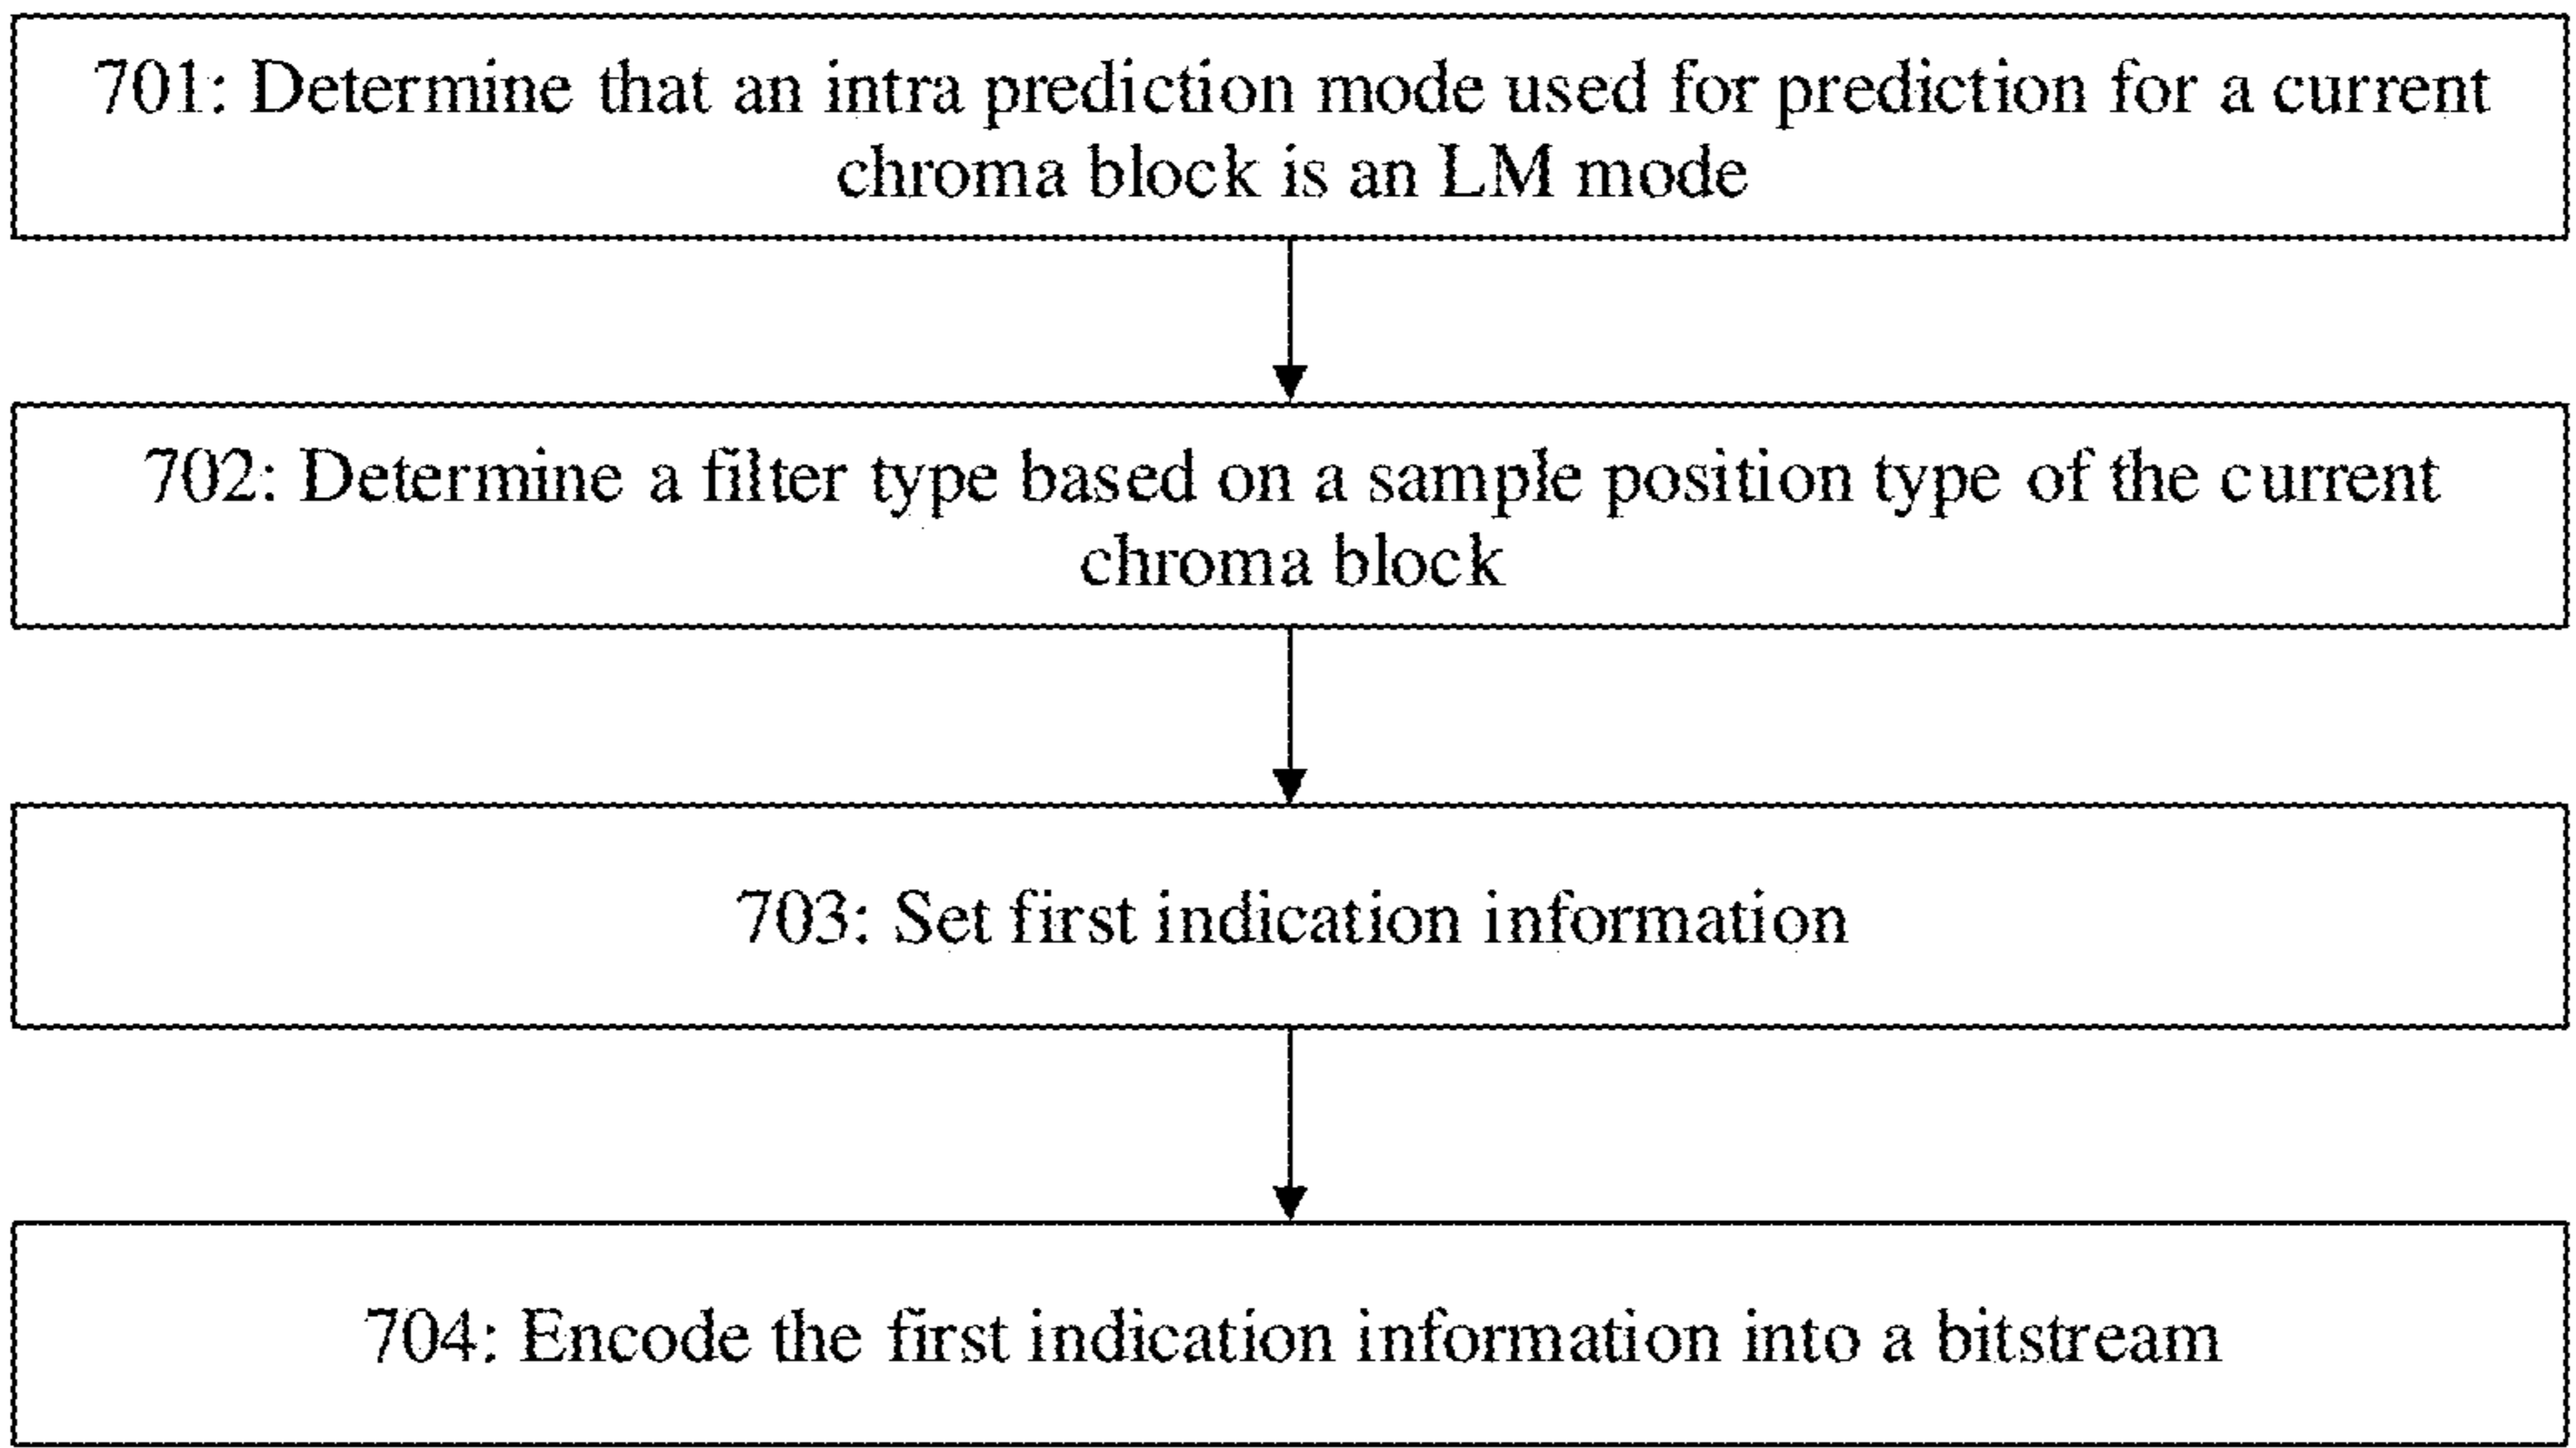 701: Determine that an intra prediction mode used for prediction for a current
chroma block is an LM mode
702: Determine a filter type based on a sample position type of the current
chroma block
703: Set first indication information
704: Encode the first indication information into a bitstream